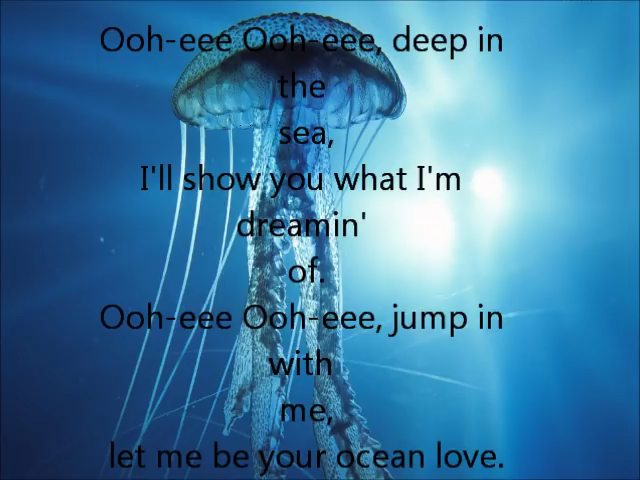 Ooh-eee Ooh-eee, deep in
the
sea,
I'll show you what I'm
dreamin'
of.
Ooh-eee Ooh-eee, jump in
with
me,
let me be your ocean love.